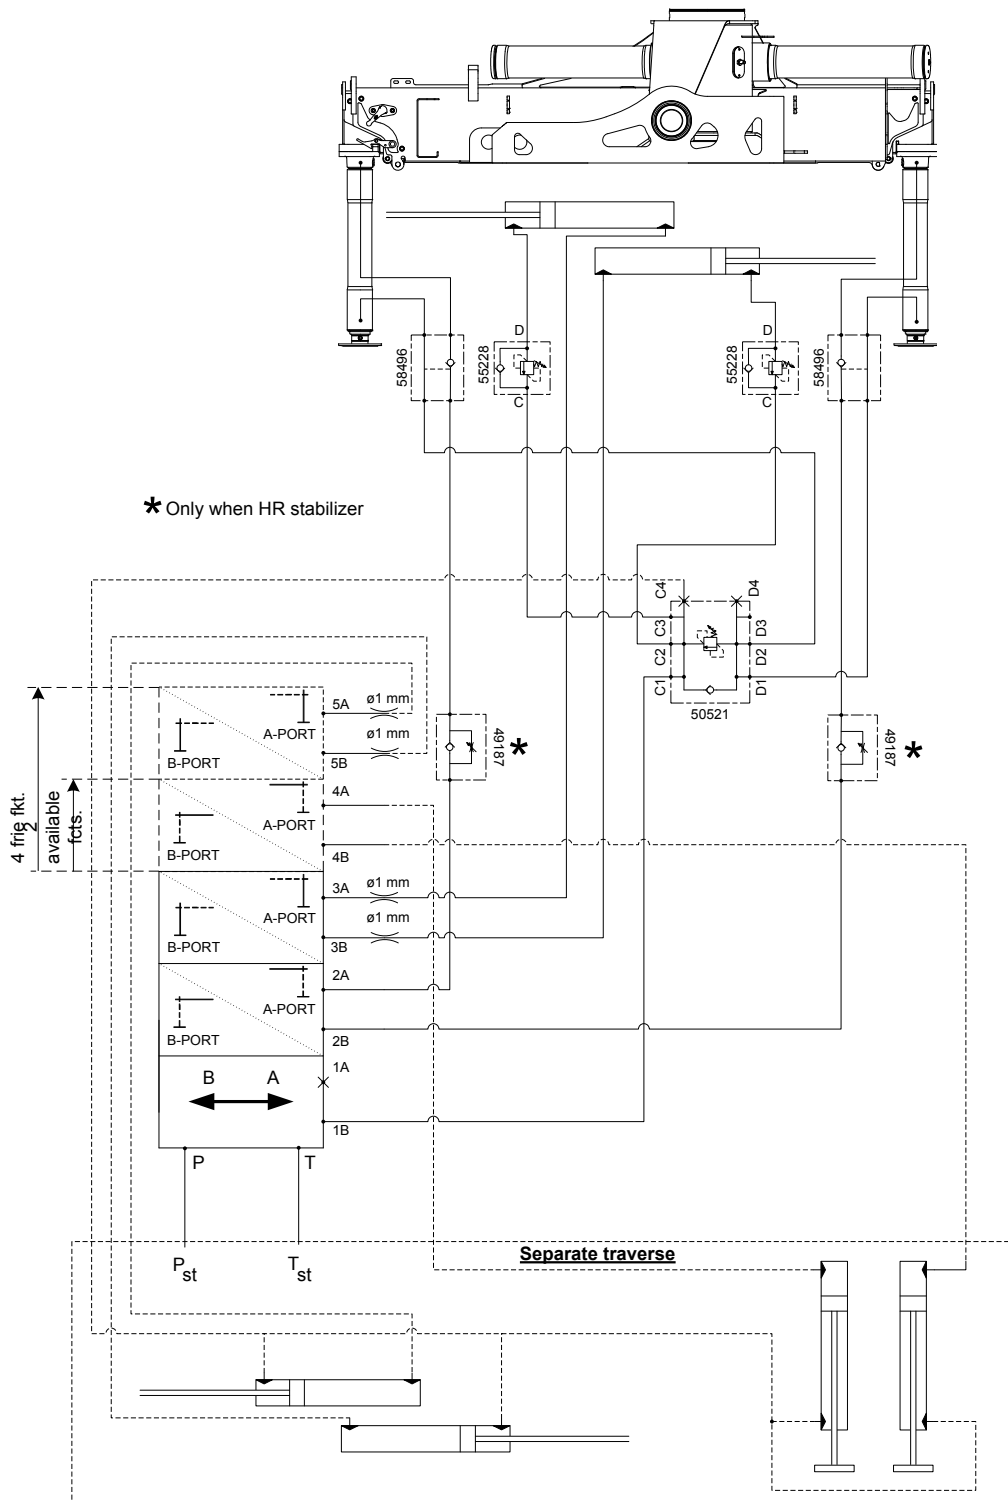 D
D
58496
55228
55228
58496
C
C
* Only when HR stabilizer
C4
D4
C3
D3
C2
D2
C1
D1
50521
5A
ø1 mm
A-PORT
ø1 mm
B-PORT
5B
49187
*
49187
*
4A
A-PORT
B-PORT
4B
4 frie fkt.
2
available
fcts.
3A
ø1 mm
A-PORT
ø1 mm
B-PORT
3B
2A
A-PORT
B-PORT
2B
1A
B
A
1B
P
T
Pst
Tst
Separate traverse